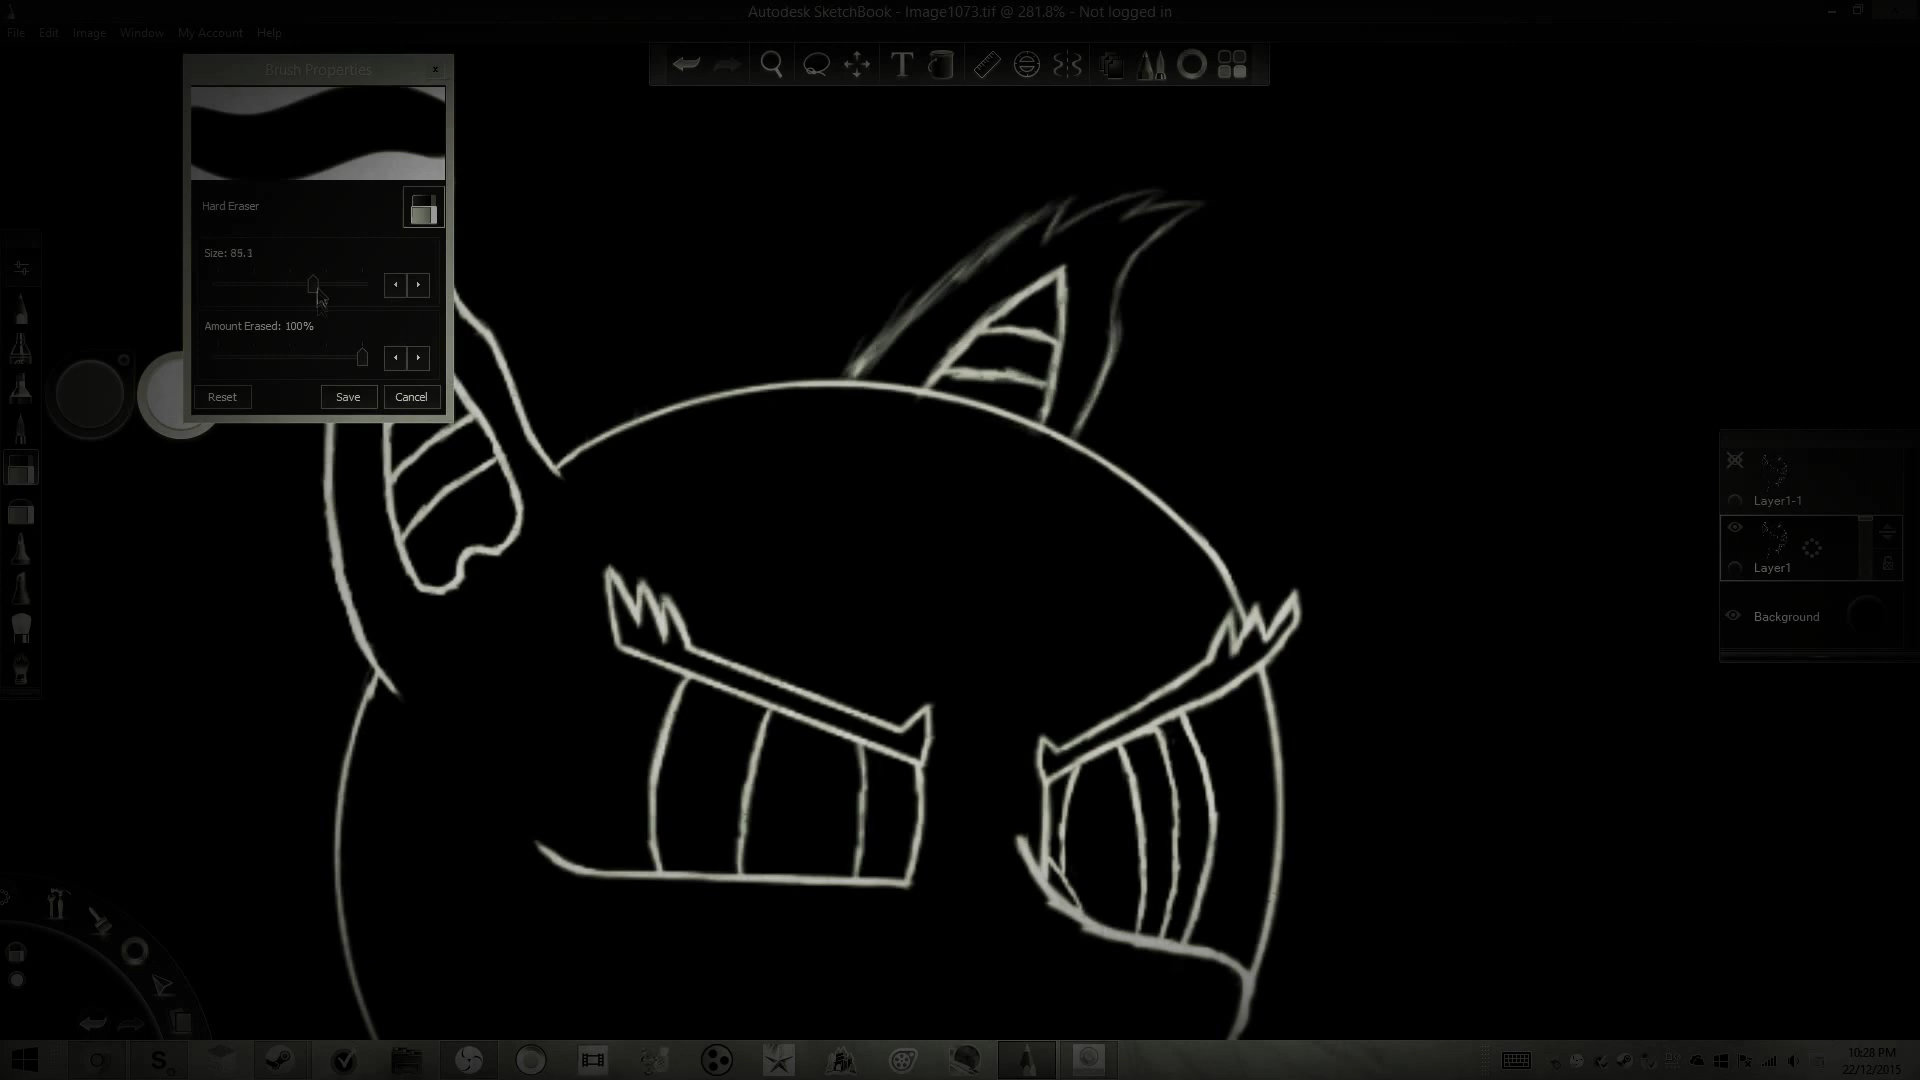 Autodesk SketchBook - Image1073.tif @ 281.8% - Not logged in
File Edit Image Window My Account Help
Brush Properties
Hard Eraser
Size: 85.1
Amount Erased: 100%
Reset Save Cancel
T
Layer1-1
Layer1
Background
10:28 PM
22/12/2015